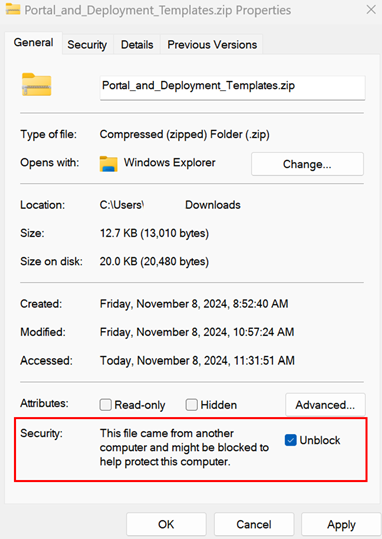 Portal_and_Deployment_Templates.zip Properties
General Security Details Previous Versions
Portal_and_Deployment_Templates.zip
Type of file: Compressed (zipped) Folder (.zip)
Opens with: Windows Explorer Change...
Location: C:\Users\ Downloads
Size: 12.7 KB (13,010 bytes)
Size on disk: 20.0 KB (20,480 bytes)
Created: Friday, November 8, 2024, 8:52:40 AM
Modified: Friday, November 8, 2024, 10:57:24 AM
Accessed: Today, November 8, 2024, 11:31:51 AM
Attributes: Read-only Hidden Advanced...
Security: This file came from another
computer and might be blocked to
help protect this computer.
Unblock
OK Cancel Apply